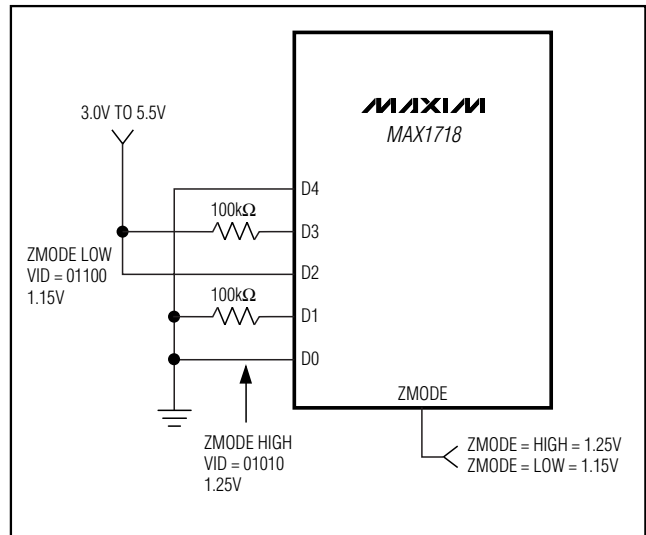 MAXIM
MAX1718
3.0V TO 5.5V
D4
100kΩ
D3
ZMODE LOW
VID = 01100
1.15V
D2
100kΩ
D1
D0
ZMODE
ZMODE HIGH
VID = 01010
1.25V
ZMODE = HIGH = 1.25V
ZMODE = LOW = 1.15V